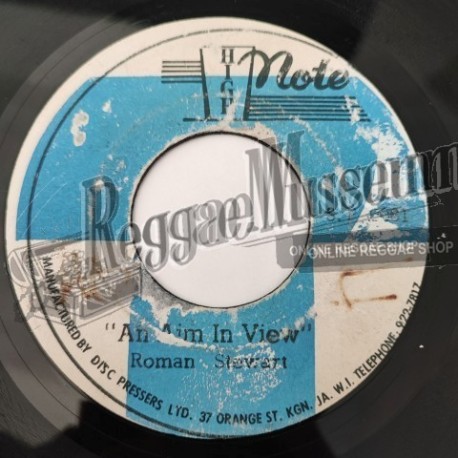 HIGH Note
ReggaeMuseum
ONLINE REGGAE SHOP
"An Aim In View"
Roman Stewart
MANUFACTURED BY DISC PRESSERS LTD. 37 ORANGE ST. KGN. JA. W.I. TELEPHONE: 922-7817